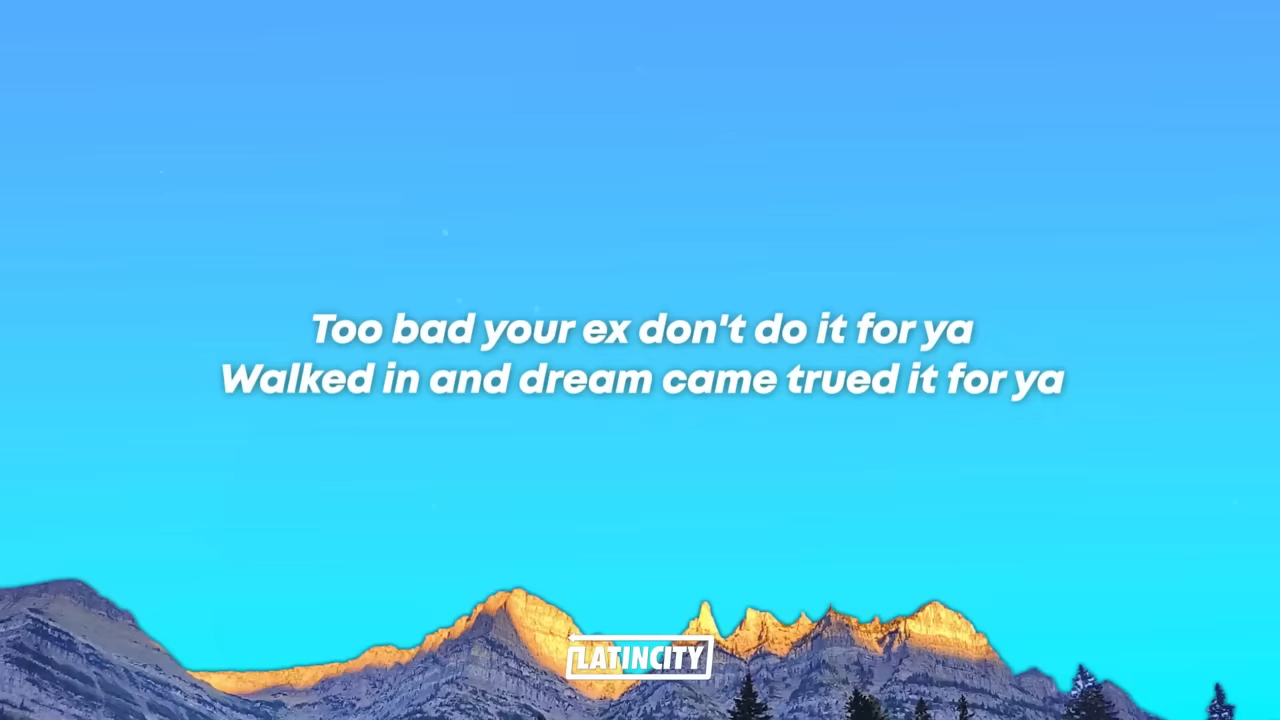 Too bad your ex don't do it for ya
Walked in and dream came trued it for ya
LATINCITY